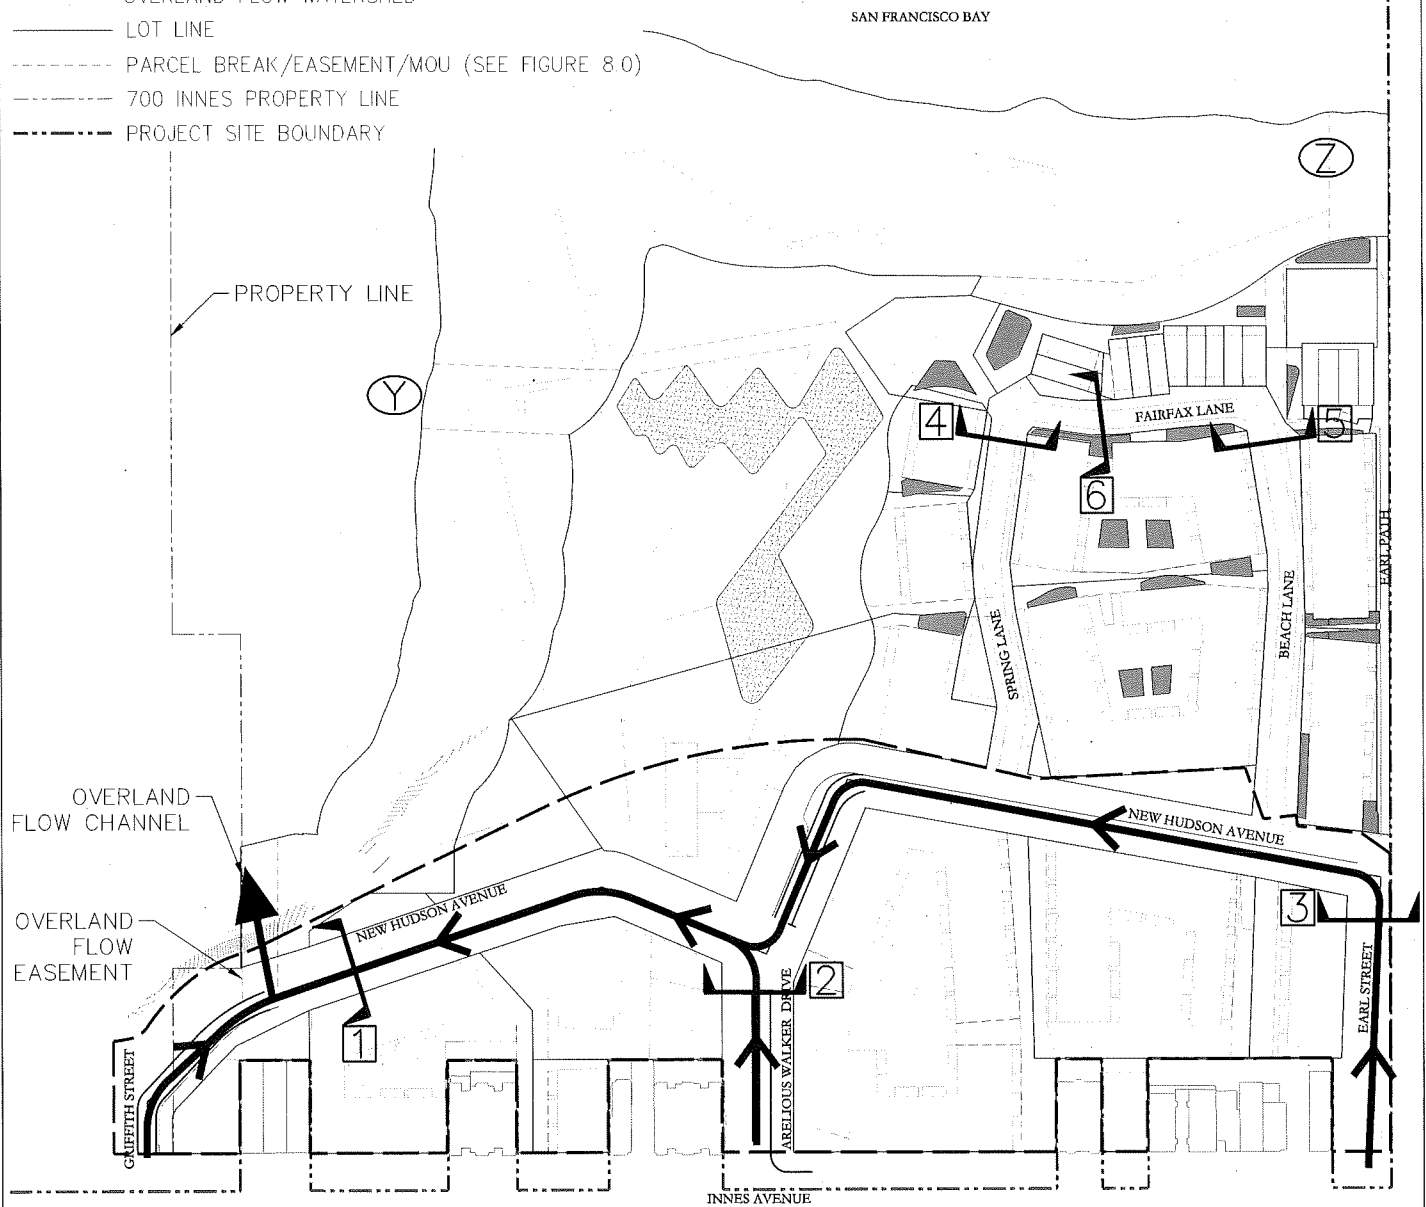 OVERLAND FLOW WATERSHED
SAN FRANCISCO BAY
LOT LINE
PARCEL BREAK/EASEMENT/MOU (SEE FIGURE 8.0)
700 INNES PROPERTY LINE
PROJECT SITE BOUNDARY
Z
PROPERTY LINE
Y
4
FAIRFAX LANE
5
6
EARL PATH
BEACH LANE
SPRING LANE
OVERLAND
FLOW CHANNEL
NEW HUDSON AVENUE
OVERLAND
FLOW
EASEMENT
NEW HUDSON AVENUE
3
2
1
EARL STREET
ARELIOUS WALKER DRIVE
GRIFFITH STREET
INNES AVENUE